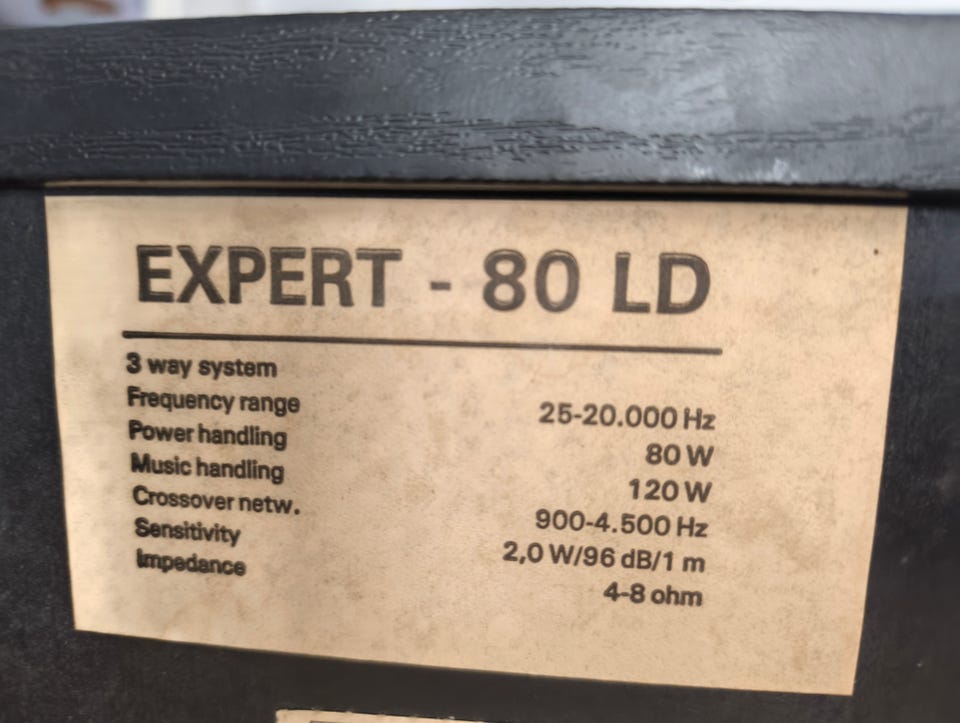 EXPERT - 80 LD
3 way system
Frequency range 25-20.000 Hz
Power handling 80 W
Music handling 120 W
Crossover netw. 900-4.500 Hz
Sensitivity 2,0 W/96 dB/1 m
Impedance 4-8 ohm